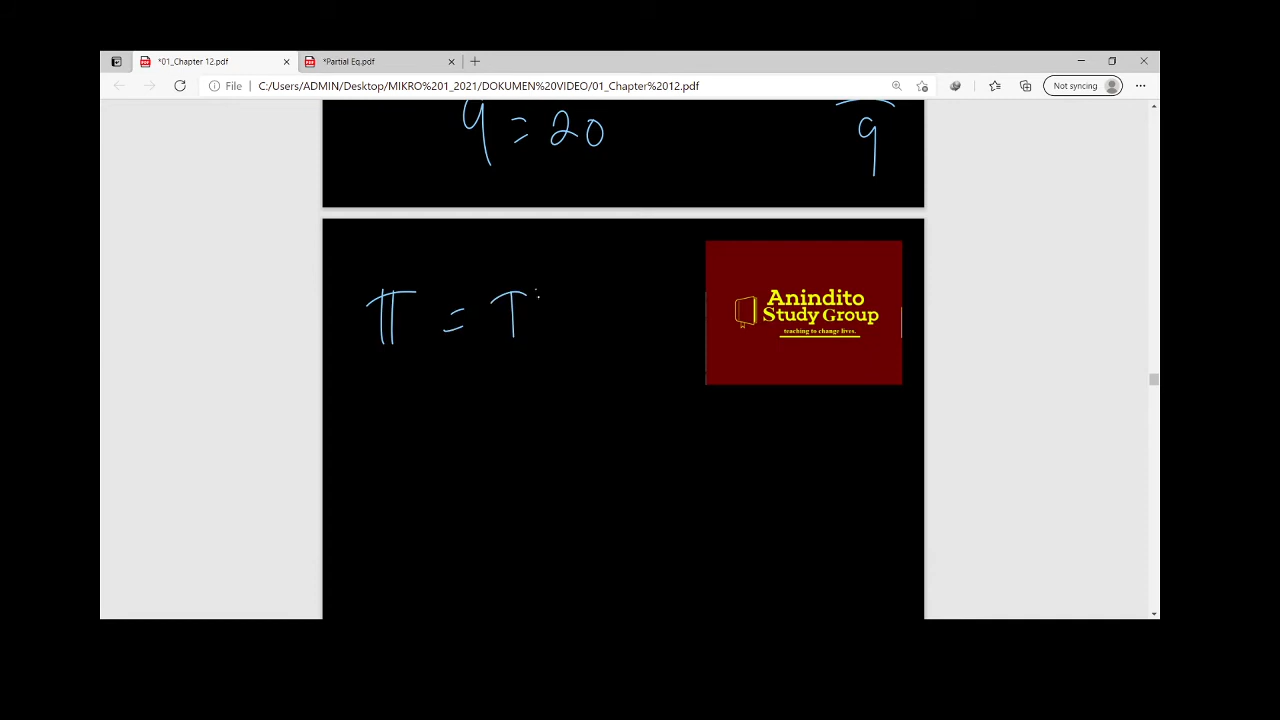 *01_Chapter 12.pdf
*Partial Eq.pdf
File C:/Users/ADMIN/Desktop/MIKRO%201_2021/DOKUMEN%20VIDEO/01_Chapter%2012.pdf Not syncing
q = 20
q
π = T
Anindito
Study Group
teaching to change lives.